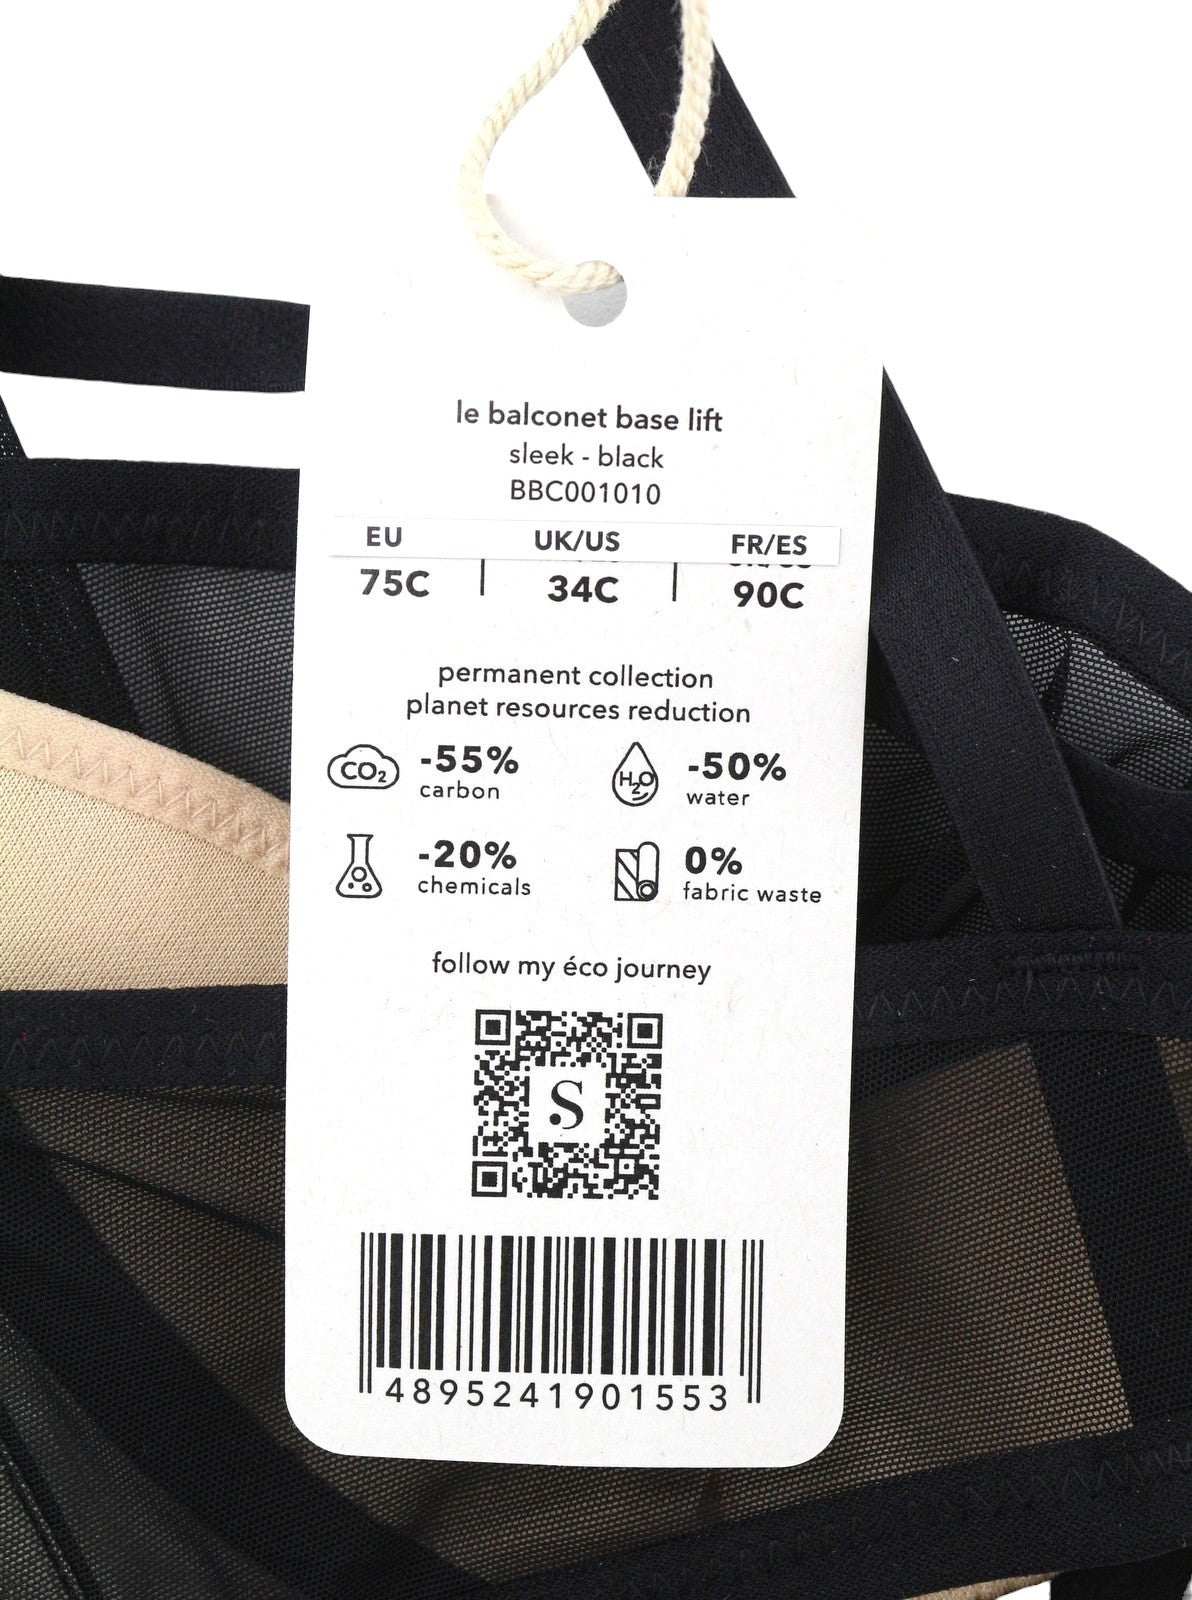 le balconet base lift
sleek - black
BBC001010
EU UK/US FR/ES
75C | 34C | 90C
permanent collection
planet resources reduction
CO2 -55% H2O -50%
carbon water
-20% 0%
chemicals fabric waste
follow my éco journey
.S
4895241901553